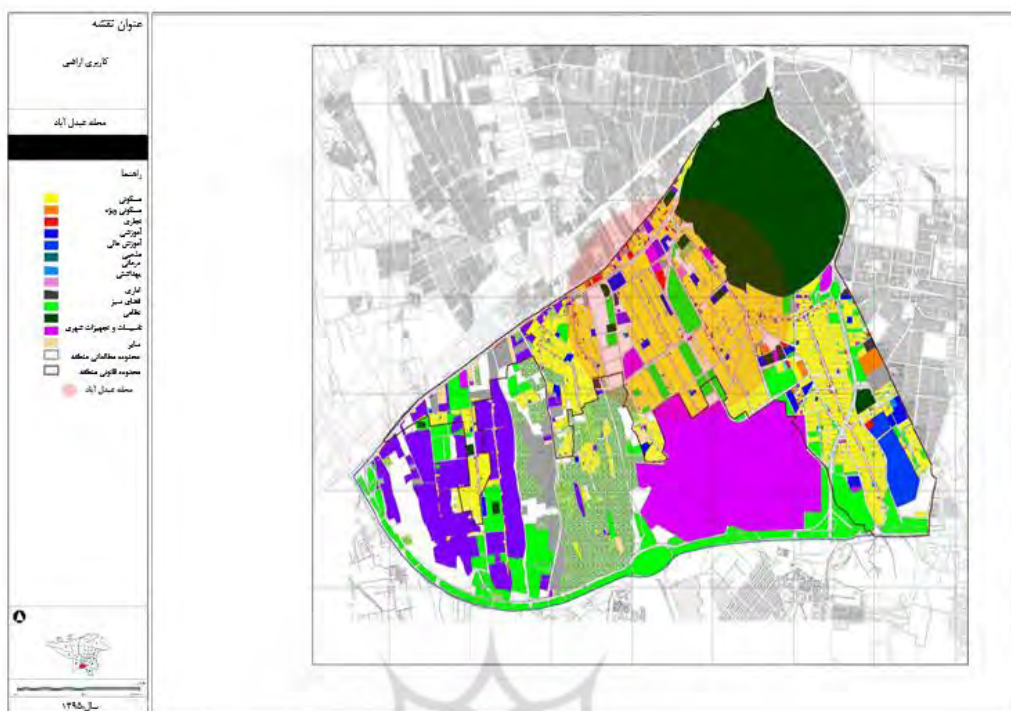 عنوان نقشه
کاربری اراضی
محله عبدل آباد
راهنما
مسکونی
مسکونی ویژه
تجاری
آموزشی
آموزش عالی
مذهبی
درمانی
بهداشتی
اداری
فضای سبز
نظامی
تاسیسات و تجهیزات شهری
سایر
محدوده مطالعاتی منطقه
محدوده قانونی منطقه
محله عبدل آباد
سال:۱۳۹۵